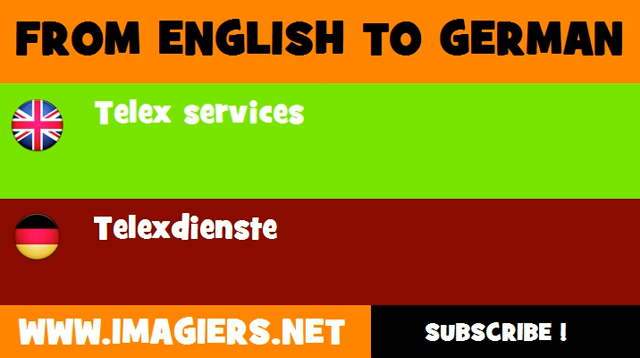 FROM ENGLISH TO GERMAN
Telex services
Telexdienste
WWW.IMAGIERS.NET
SUBSCRIBE !